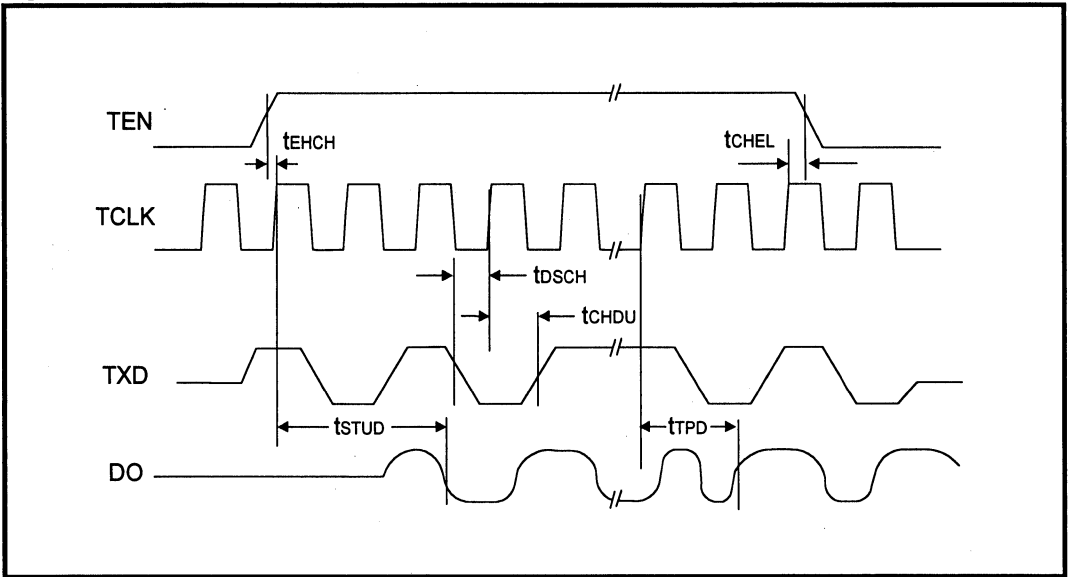 TEN
tEHCH
tCHEL
TCLK
tDSCH
tCHDU
TXD
tSTUD
tTPD
DO